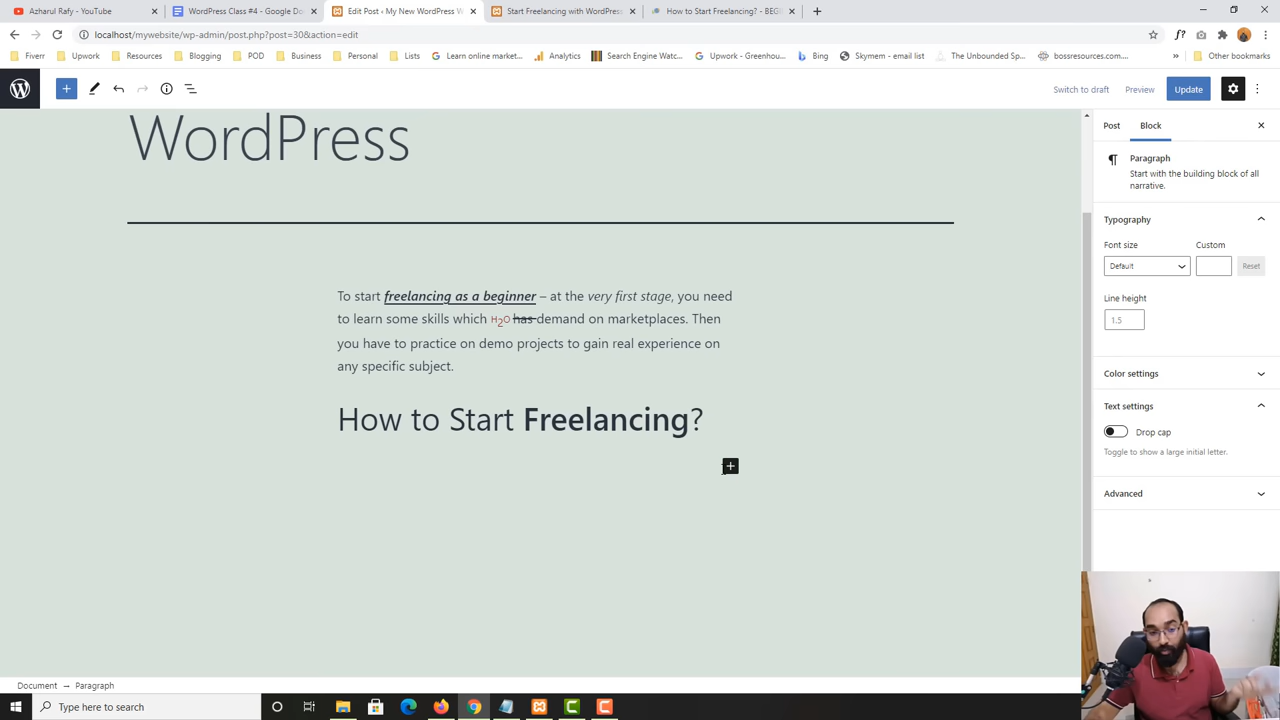 Azharul Rafy - YouTube
WordPress Class #4 - Google Do
Edit Post ‹ My New WordPress W
Start Freelancing with WordPress
How to Start Freelancing? - BEGI
localhost/mywebsite/wp-admin/post.php?post=30&action=edit
Fiverr
Upwork
Resources
Blogging
POD
Business
Personal
Lists
Learn online market...
Analytics
Search Engine Watc...
Upwork - Greenhou...
Bing
Skymem - email list
The Unbounded Sp...
bossresources.com...
»
Other bookmarks
Switch to draft
Preview
Update
WordPress
To start freelancing as a beginner – at the very first stage, you need
to learn some skills which H2O has demand on marketplaces. Then
you have to practice on demo projects to gain real experience on
any specific subject.
How to Start Freelancing?
Post
Block
Paragraph
Start with the building block of all
narrative.
Typography
Font size
Custom
Default
Reset
Line height
1.5
Color settings
Text settings
Drop cap
Toggle to show a large initial letter.
Advanced
Document → Paragraph
Type here to search